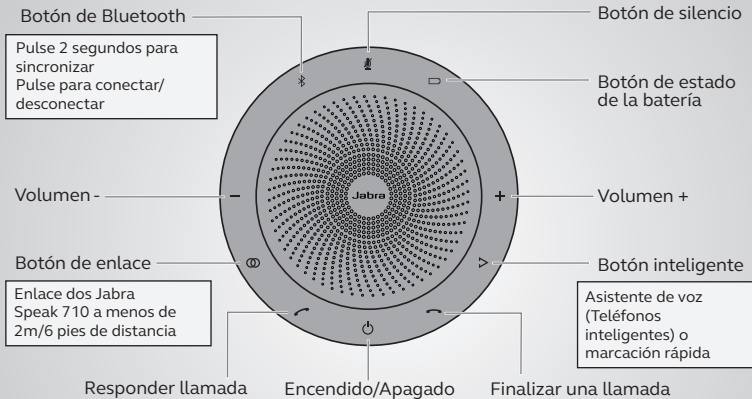 Botón de Bluetooth
Pulse 2 segundos para
sincronizar
Pulse para conectar/
desconectar
Botón de silencio
Botón de estado
de la batería
Volumen -
Jabra
Volumen +
Botón de enlace
Enlace dos Jabra
Speak 710 a menos de
2m/6 pies de distancia
Botón inteligente
Asistente de voz
(Teléfonos
inteligentes) o
marcación rápida
Responder llamada
Encendido/Apagado
Finalizar una llamada